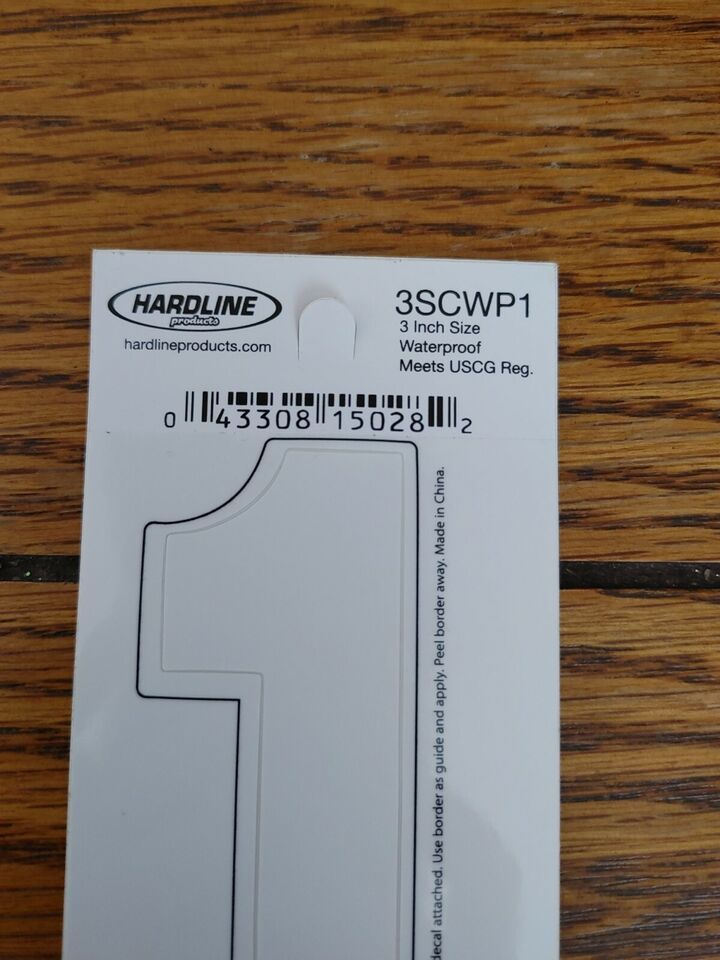 HARDLINE
products
hardlineproducts.com
3SCWP1
3 Inch Size
Waterproof
Meets USCG Reg.
0 43308 15028 2
1
attached. Use border as guide and apply. Peel border away. Made in China.